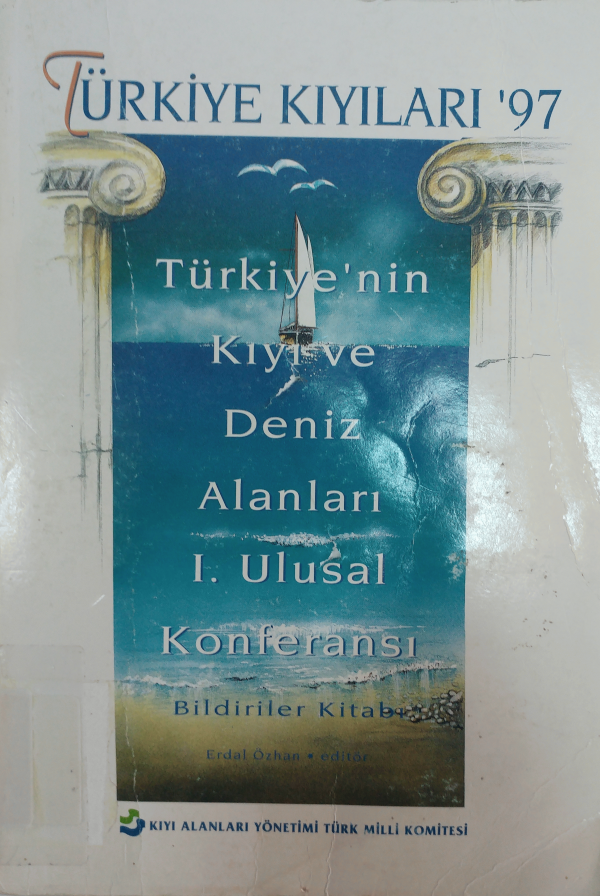 TÜRKİYE KIYILARI '97
Türkiye'nin
Kıyı ve
Deniz
Alanları
I. Ulusal
Konferansı
Bildiriler Kitabı
Erdal Özhan • editör
KIYI ALANLARI YÖNETİMİ TÜRK MİLLİ KOMİTESİ